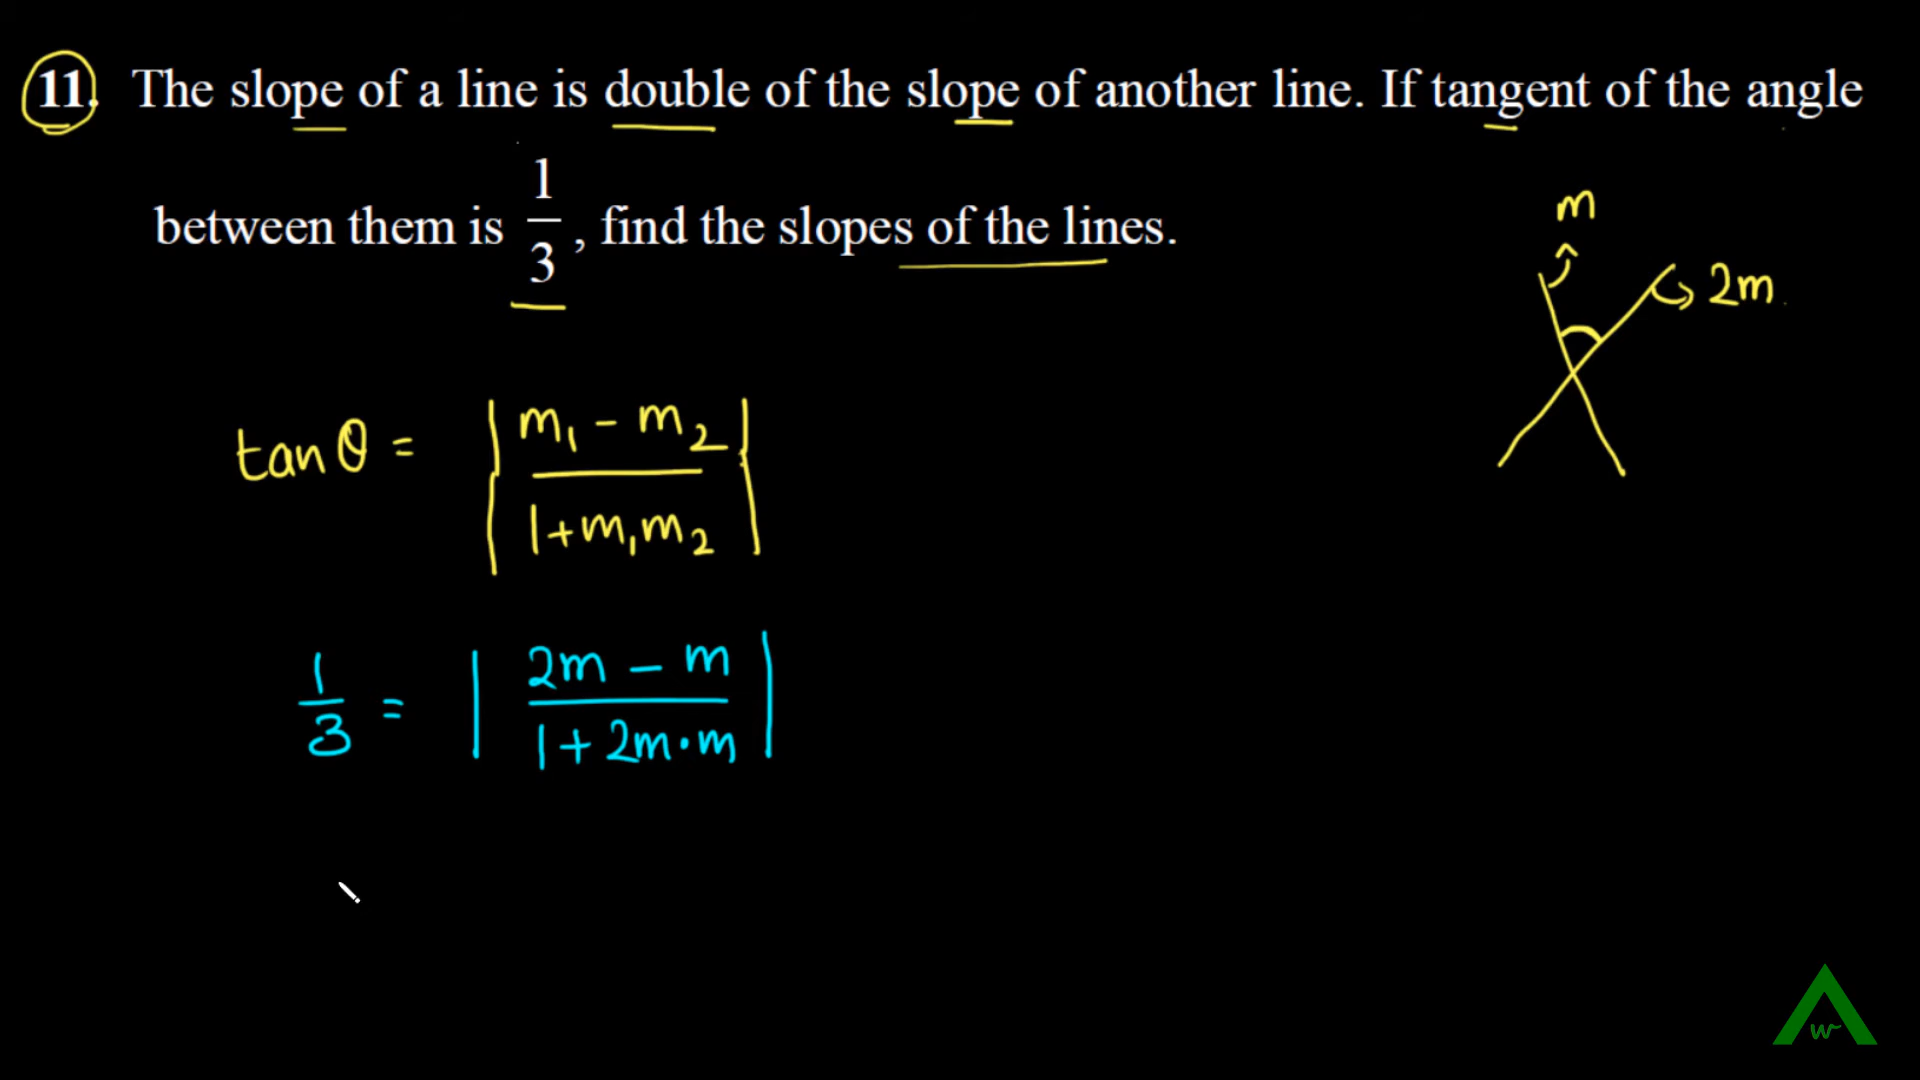 11. The slope of a line is double of the slope of another line. If tangent of the angle
between them is 1/3, find the slopes of the lines.
m
2m
tan θ = | (m₁ - m₂) / (1 + m₁m₂) |
1/3 = | (2m - m) / (1 + 2m·m) |
w